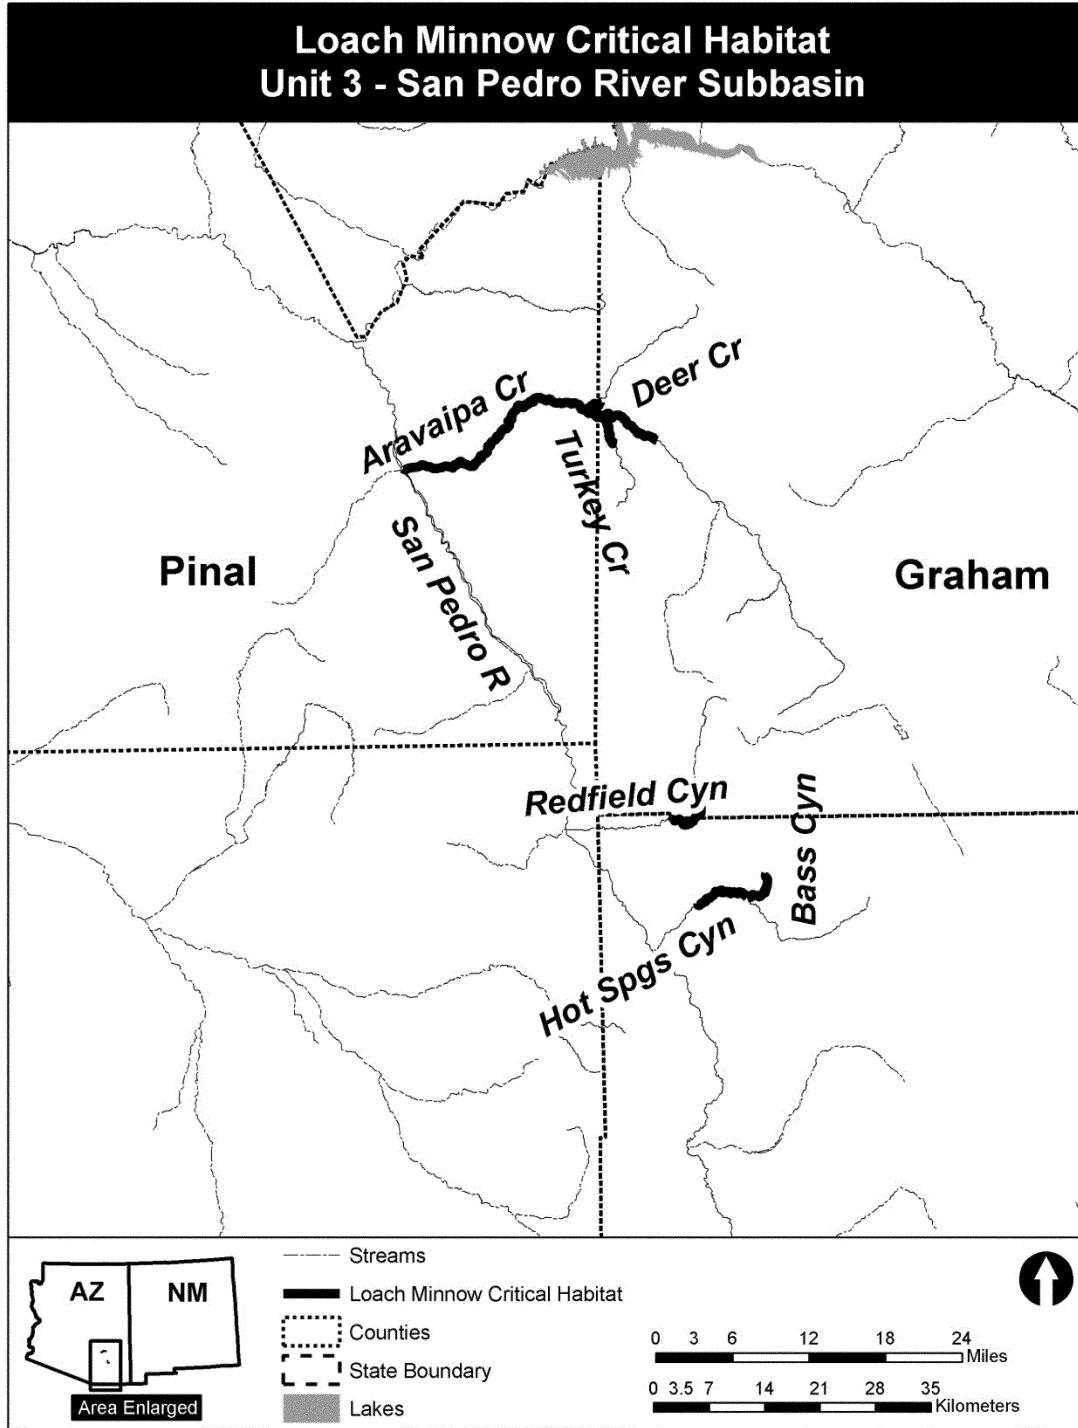 Loach Minnow Critical Habitat
Unit 3 - San Pedro River Subbasin
Deer Cr
Aravaipa Cr
Turkey Cr
San Pedro R
Pinal
Graham
Redfield Cyn
Bass Cyn
Hot Spgs Cyn
AZ
NM
Area Enlarged
Streams
Loach Minnow Critical Habitat
Counties
State Boundary
Lakes
0 3 6 12 18 24
Miles
0 3.5 7 14 21 28 35
Kilometers